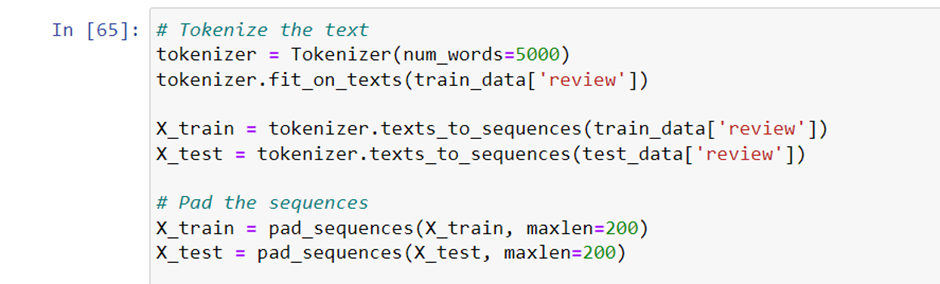 In [65]: # Tokenize the text
tokenizer = Tokenizer(num_words=5000)
tokenizer.fit_on_texts(train_data['review'])
X_train = tokenizer.texts_to_sequences(train_data['review'])
X_test = tokenizer.texts_to_sequences(test_data['review'])
# Pad the sequences
X_train = pad_sequences(X_train, maxlen=200)
X_test = pad_sequences(X_test, maxlen=200)